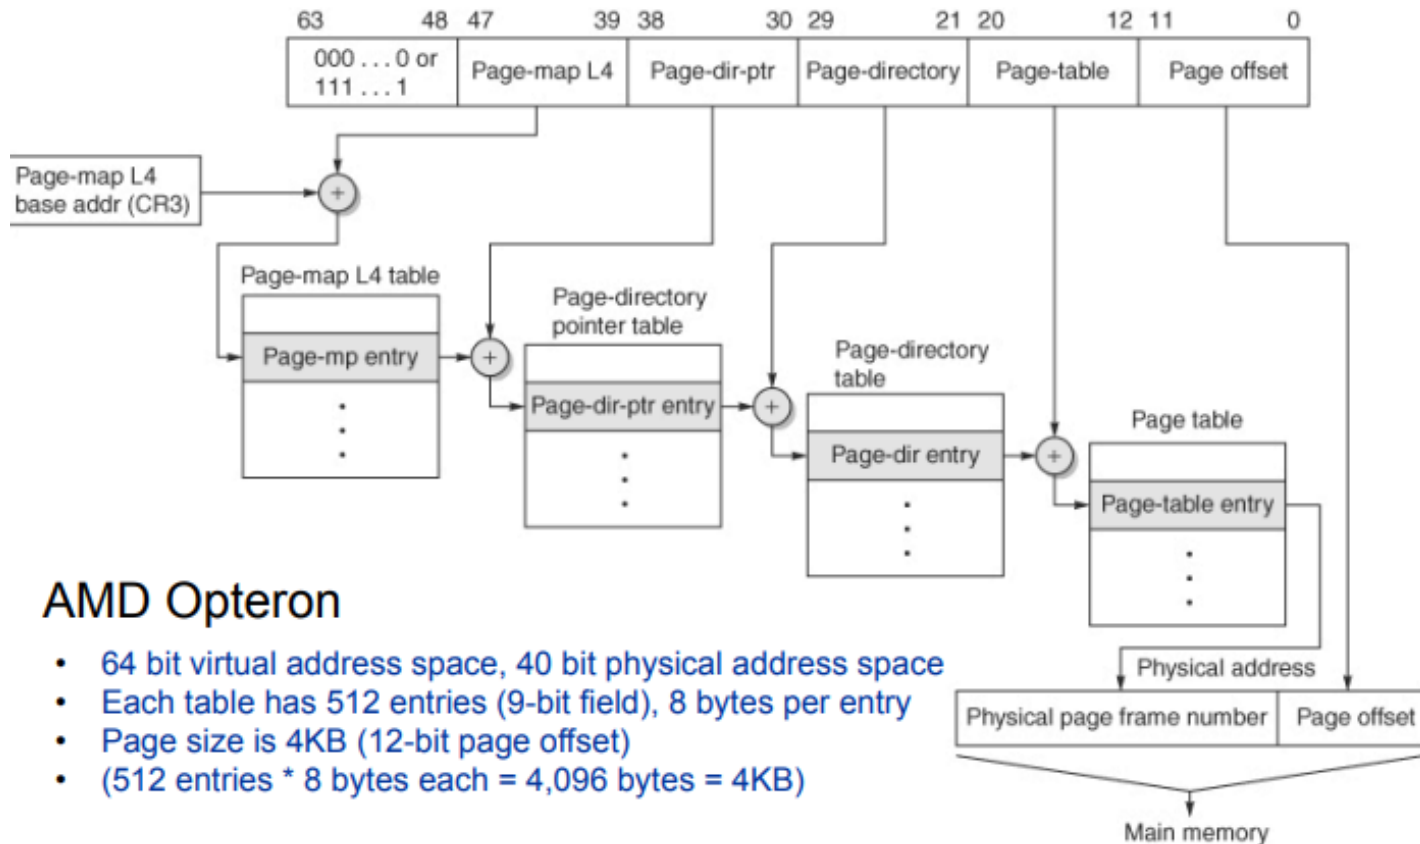 63 48 47 39 38 30 29 21 20 12 11 0
000 . . . 0 or
111 . . . 1
Page-map L4
Page-dir-ptr
Page-directory
Page-table
Page offset
Page-map L4
base addr (CR3)
+
Page-map L4 table
Page-mp entry
+
Page-directory
pointer table
Page-dir-ptr entry
+
Page-directory
table
Page-dir entry
+
Page table
Page-table entry
Physical address
Physical page frame number
Page offset
Main memory
AMD Opteron
• 64 bit virtual address space, 40 bit physical address space
• Each table has 512 entries (9-bit field), 8 bytes per entry
• Page size is 4KB (12-bit page offset)
• (512 entries * 8 bytes each = 4,096 bytes = 4KB)